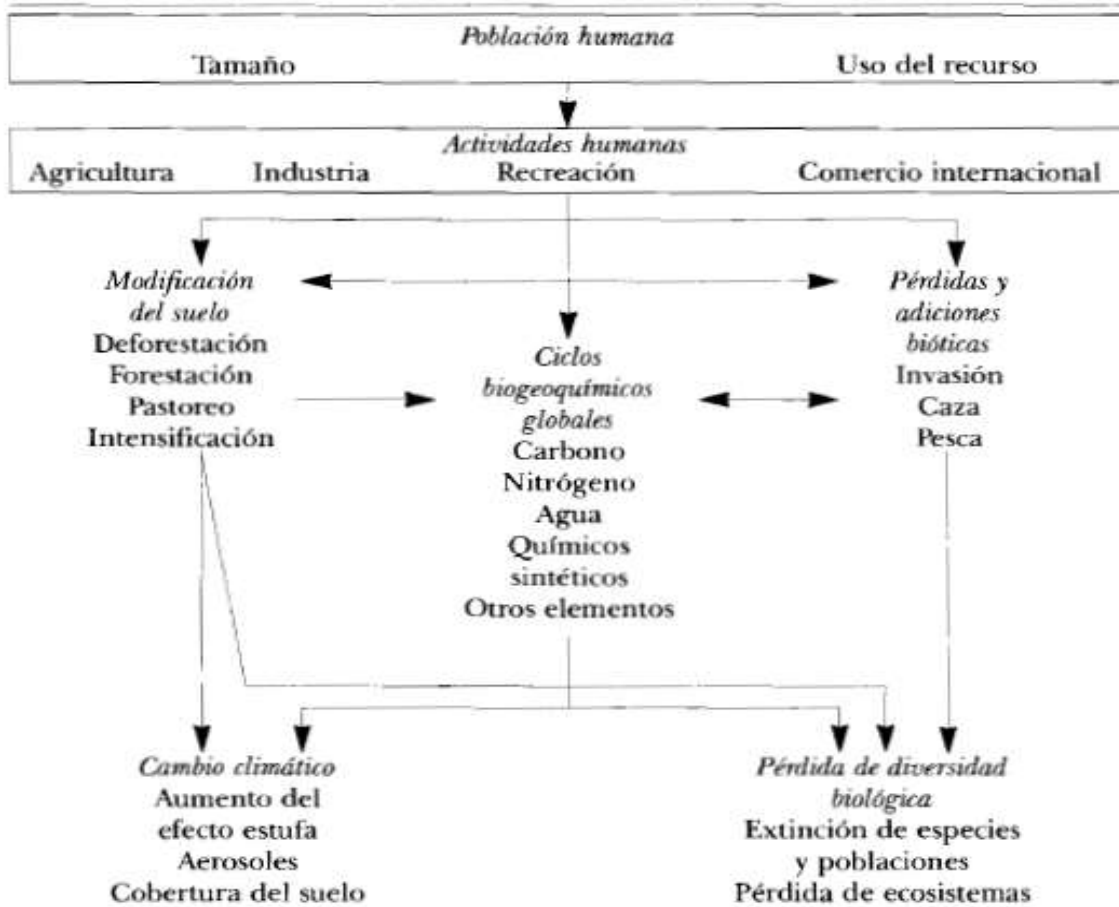 Población humana
Tamaño Uso del recurso
Actividades humanas
Agricultura Industria Recreación Comercio internacional
Modificación
del suelo
Deforestación
Forestación
Pastoreo
Intensificación
Ciclos
biogeoquímicos
globales
Carbono
Nitrógeno
Agua
Químicos
sintéticos
Otros elementos
Pérdidas y
adiciones
bióticas
Invasión
Caza
Pesca
Cambio climático
Aumento del
efecto estufa
Aerosoles
Cobertura del suelo
Pérdida de diversidad
biológica
Extinción de especies
y poblaciones
Pérdida de ecosistemas